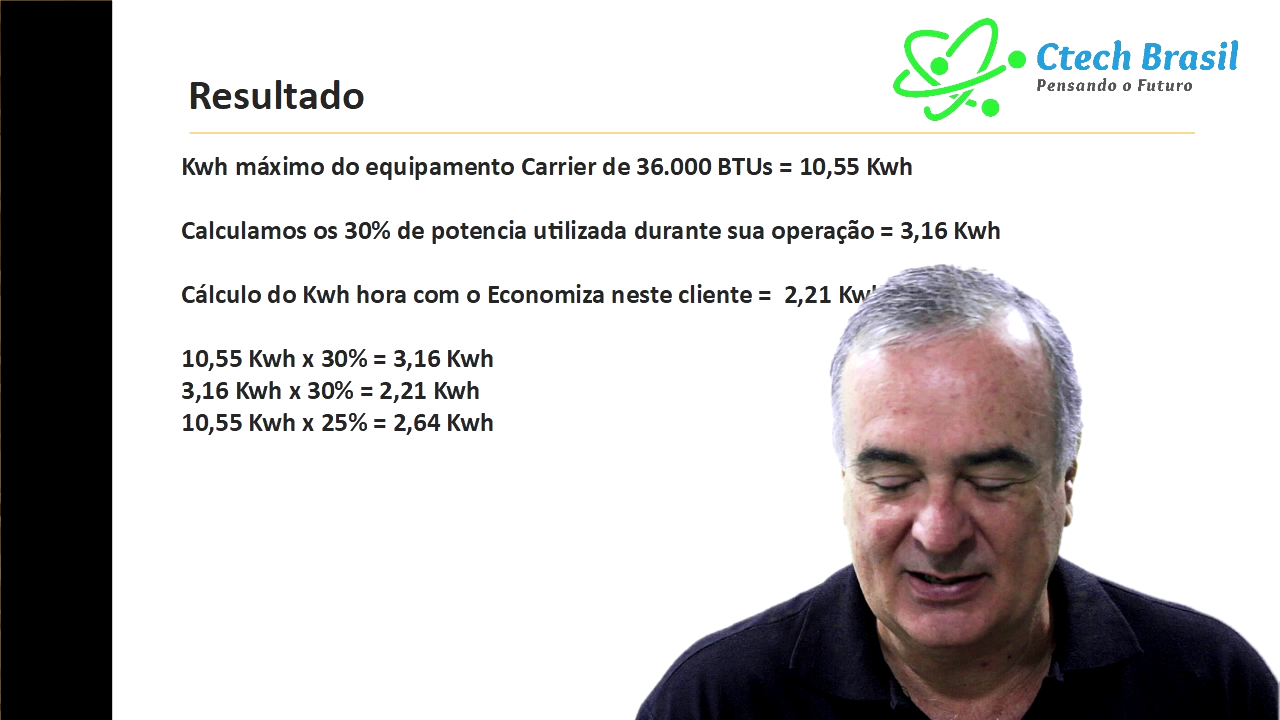 Ctech Brasil
Pensando o Futuro
Resultado
Kwh máximo do equipamento Carrier de 36.000 BTUs = 10,55 Kwh
Calculamos os 30% de potencia utilizada durante sua operação = 3,16 Kwh
Cálculo do Kwh hora com o Economiza neste cliente = 2,21
10,55 Kwh x 30% = 3,16 Kwh
3,16 Kwh x 30% = 2,21 Kwh
10,55 Kwh x 25% = 2,64 Kwh